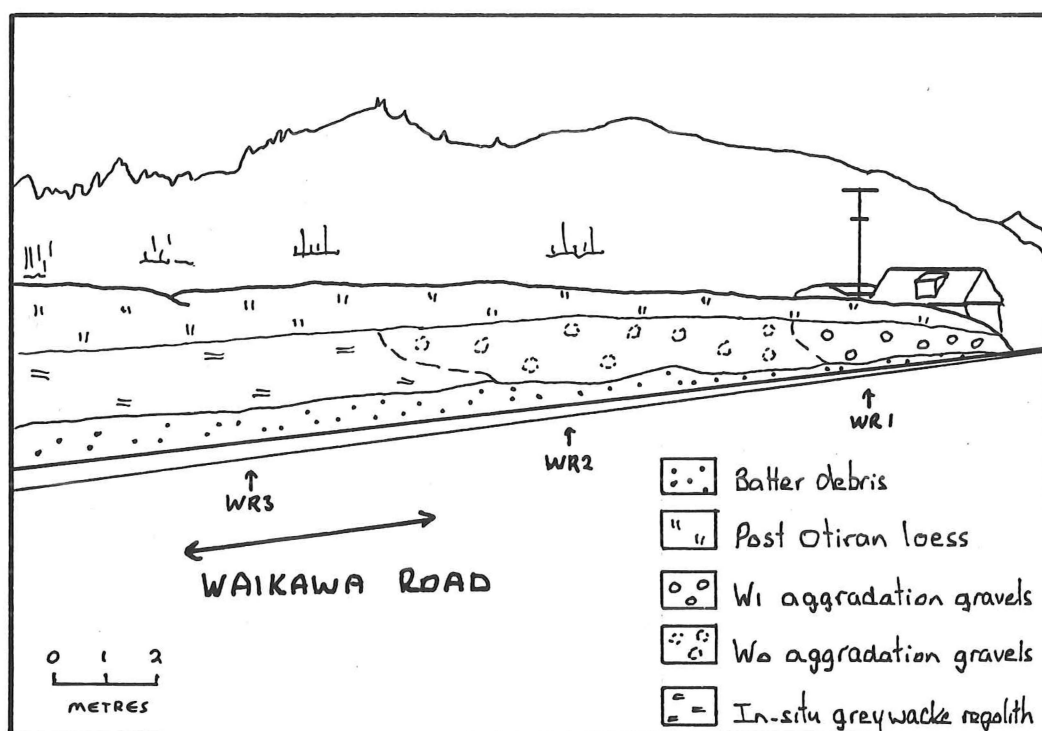 WR1
WR2
WR3
WAIKAWA ROAD
0 1 2
METRES
Batter debris
Post Otiran loess
W1 aggradation gravels
Wo aggradation gravels
In-situ greywacke regolith